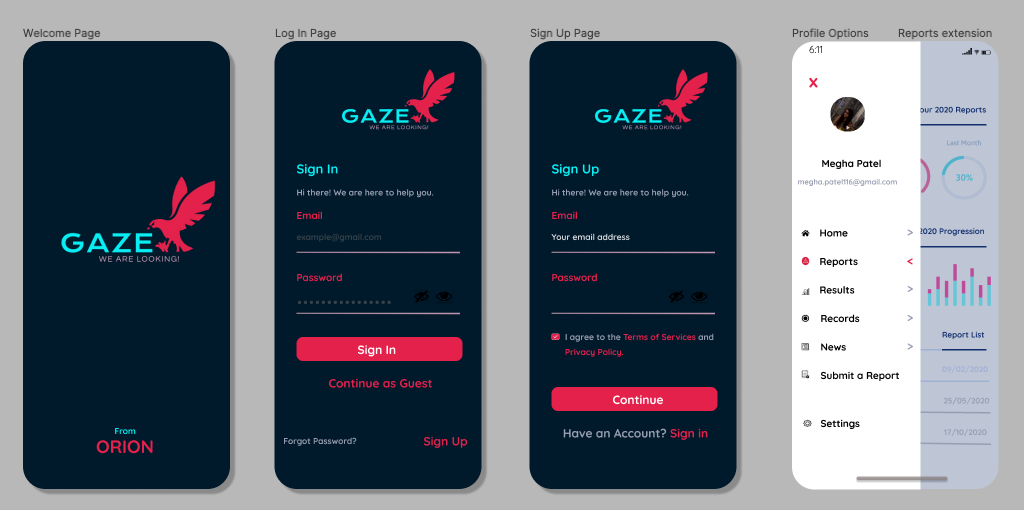 Welcome Page
GAZE
WE ARE LOOKING!
From
ORION
Log In Page
GAZE
WE ARE LOOKING!
Sign In
Hi there! We are here to help you.
Email
example@gmail.com
Password
Sign In
Continue as Guest
Forgot Password?
Sign Up
Sign Up Page
GAZE
WE ARE LOOKING!
Sign Up
Hi there! We are here to help you.
Email
Your email address
Password
I agree to the Terms of Services and
Privacy Policy.
Continue
Have an Account? Sign in
Profile Options
Reports extension
6:11
X
Megha Patel
megha.patel116@gmail.com
Home >
Reports <
Results >
Records >
News >
Submit a Report
Settings
our 2020 Reports
Last Month
30%
2020 Progression
Report List
09/02/2020
25/05/2020
17/10/2020